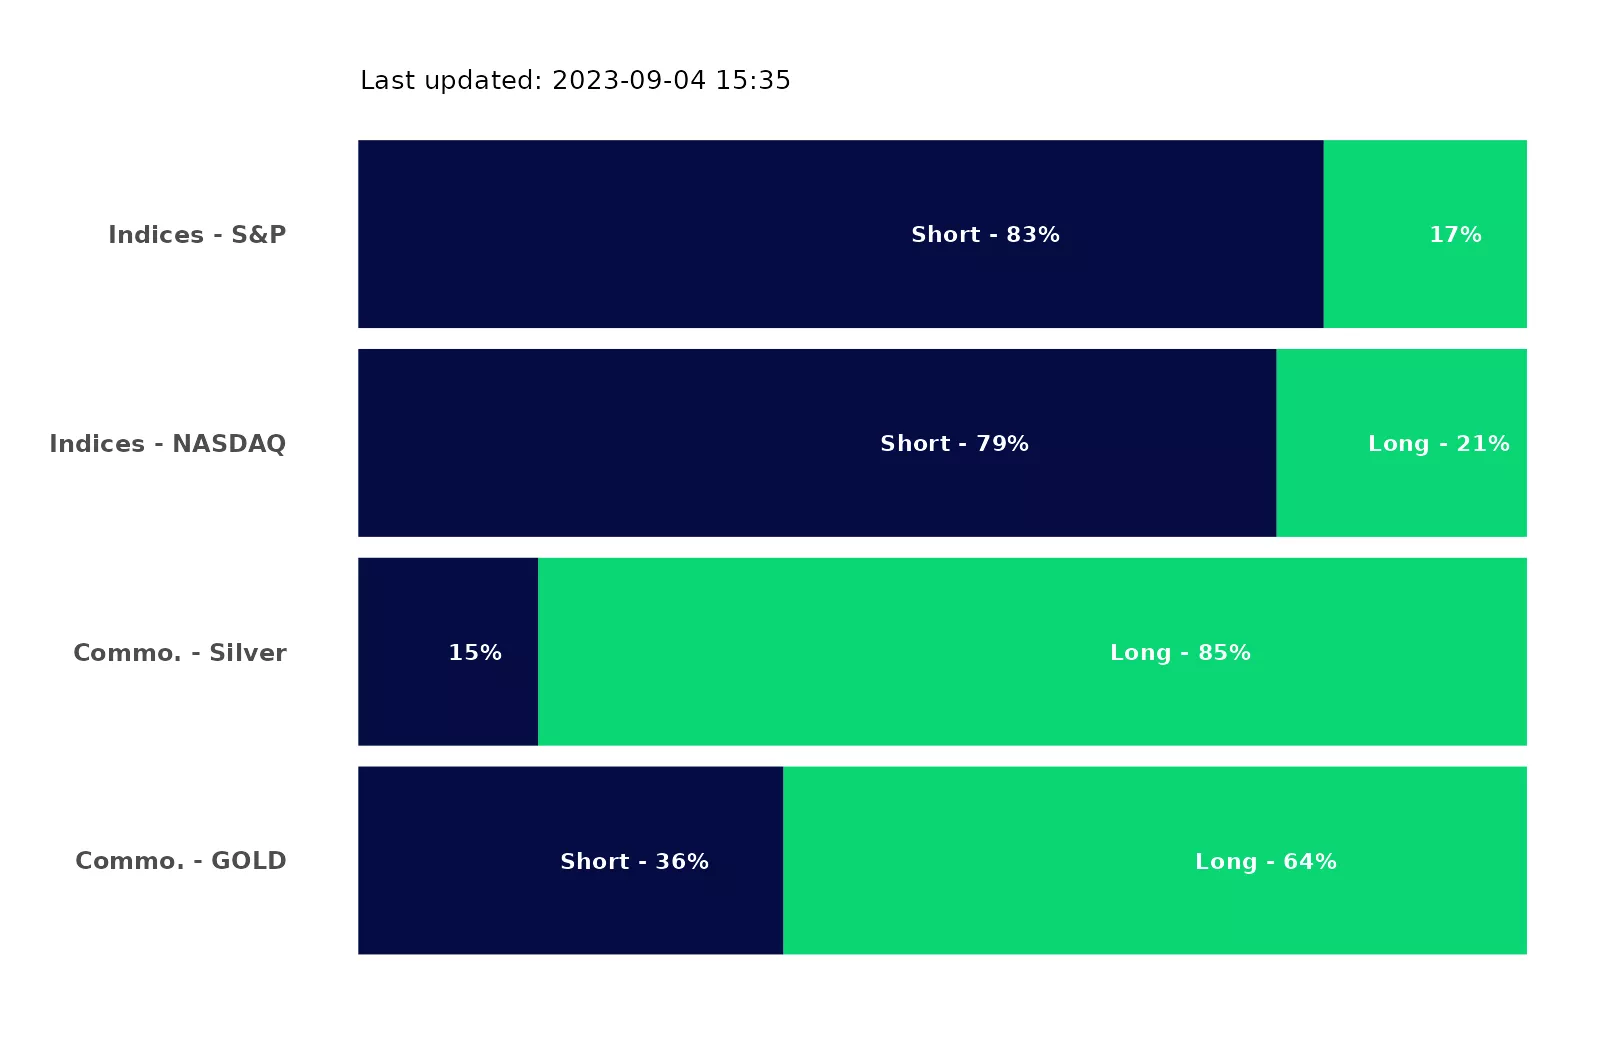 Last updated: 2023-09-04 15:35
Indices - S&P
Short - 83%
17%
Indices - NASDAQ
Short - 79%
Long - 21%
Commo. - Silver
15%
Long - 85%
Commo. - GOLD
Short - 36%
Long - 64%